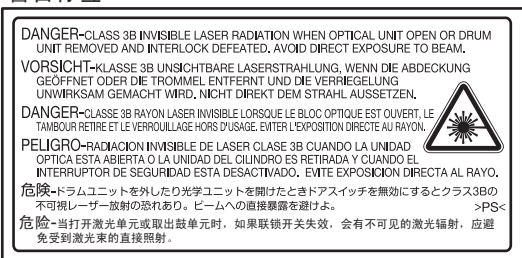 DANGER-CLASS 3B INVISIBLE LASER RADIATION WHEN OPTICAL UNIT OPEN OR DRUM
UNIT REMOVED AND INTERLOCK DEFEATED. AVOID DIRECT EXPOSURE TO BEAM.
VORSICHT-KLASSE 3B UNSICHTBARE LASERSTRAHLUNG, WENN DIE ABDECKUNG
GEÖFFNET ODER DIE TROMMEL ENTFERNT UND DIE VERRIEGELUNG
UNWIRKSAM GEMACHT WIRD. NICHT DIREKT DEM STRAHL AUSSETZEN.
DANGER-CLASSE 3B RAYON LASER INVISIBLE LORSQUE LE BLOC OPTIQUE EST OUVERT, LE
TAMBOUR RETIRE ET LE VERROUILLAGE HORS D'USAGE. EVITER L'EXPOSITION DIRECTE AU RAYON.
PELIGRO-RADIACION INVISIBLE DE LASER CLASE 3B CUANDO LA UNIDAD
OPTICA ESTA ABIERTA O LA UNIDAD DEL CILINDRO ES RETIRADA Y CUANDO EL
INTERRUPTOR DE SEGURIDAD ESTA DESACTIVADO. EVITE EXPOSICION DIRECTA AL RAYO.
危険-ドラムユニットを外したり光学ユニットを開けたときドアスイッチを無効にするとクラス3Bの
不可視レーザー放射の恐れあり。ビームへの直接暴露を避けよ。 >PS<
危险-当打开激光单元或取出鼓单元时，如果联锁开关失效，会有不可见的激光辐射，应避
免受到激光束的直接照射。